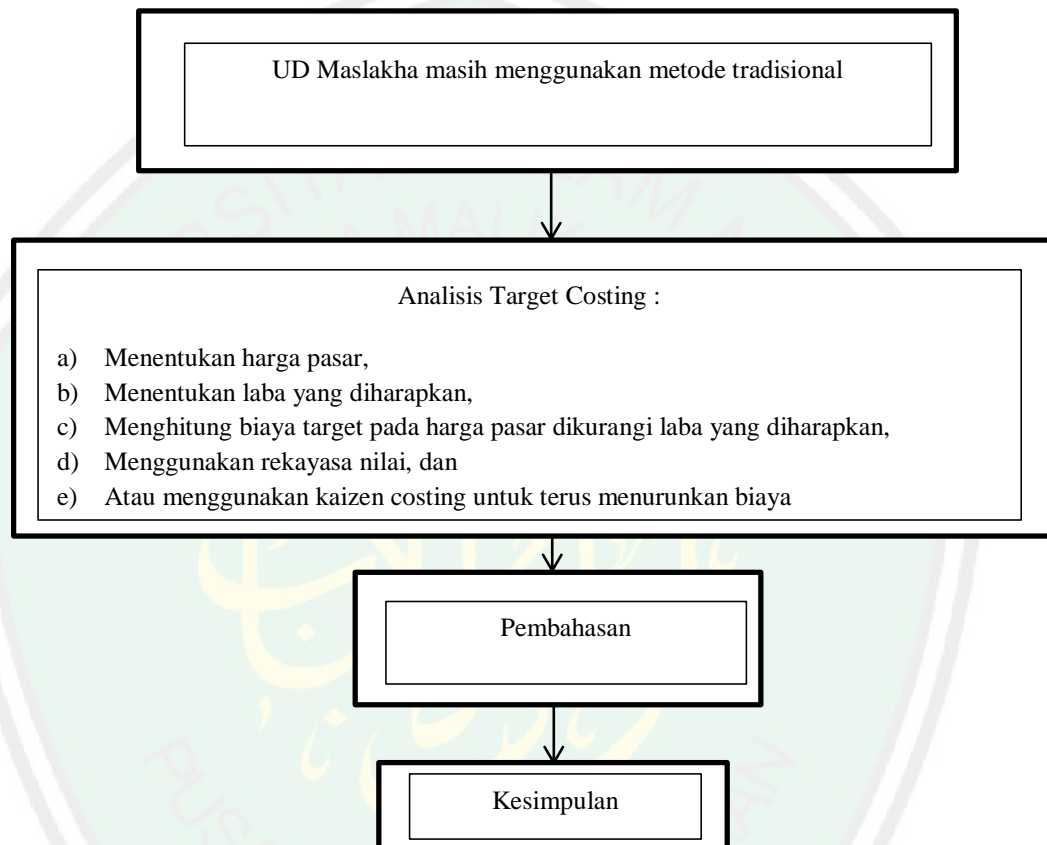 UD Maslakha masih menggunakan metode tradisional
Analisis Target Costing :
a) Menentukan harga pasar,
b) Menentukan laba yang diharapkan,
c) Menghitung biaya target pada harga pasar dikurangi laba yang diharapkan,
d) Menggunakan rekayasa nilai, dan
e) Atau menggunakan kaizen costing untuk terus menurunkan biaya
Pembahasan
Kesimpulan